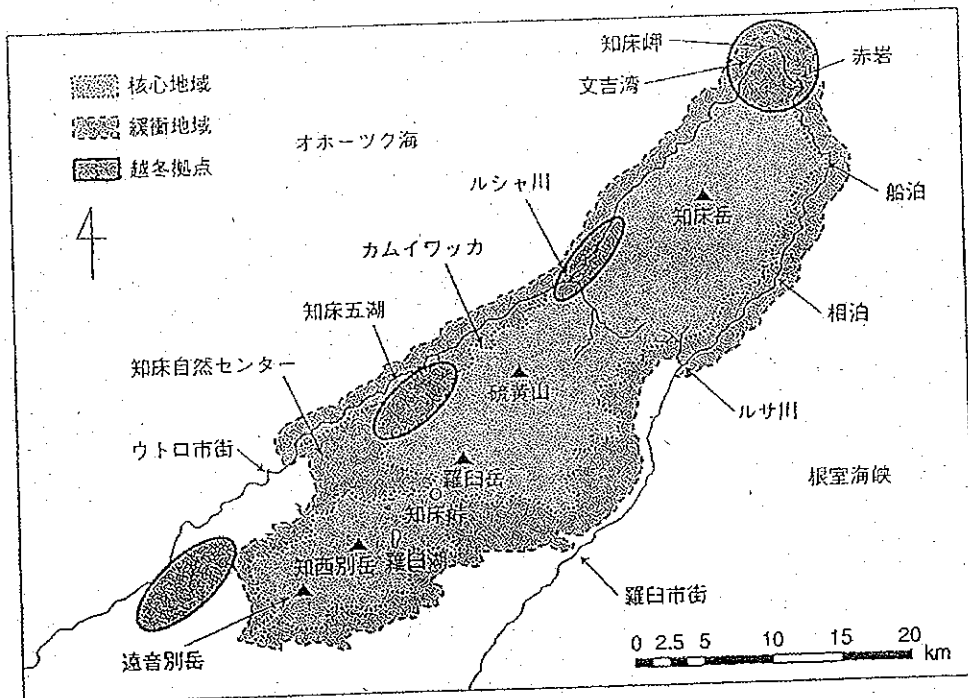 核心地域
緩衝地域
越冬拠点
オホーツク海
知床岬
文吉湾
赤岩
ルシャ川
知床岳
船泊
カムイワッカ
知床五湖
相泊
知床自然センター
硫黄山
ルサ川
ウトロ市街
羅臼岳
根室海峡
知床峠
知西別岳
羅臼湖
羅臼市街
遠音別岳
0 2.5 5 10 15 20
km